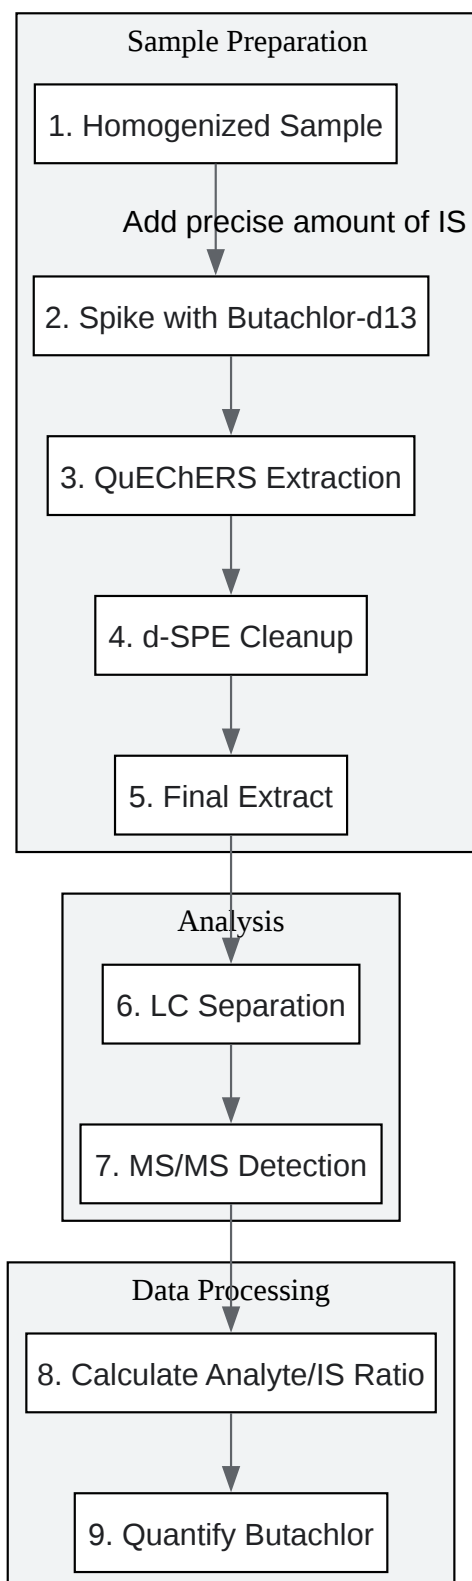 Sample Preparation
1. Homogenized Sample
Add precise amount of IS
2. Spike with Butachlor-d13
3. QuEChERS Extraction
4. d-SPE Cleanup
5. Final Extract
Analysis
6. LC Separation
7. MS/MS Detection
Data Processing
8. Calculate Analyte/IS Ratio
9. Quantify Butachlor